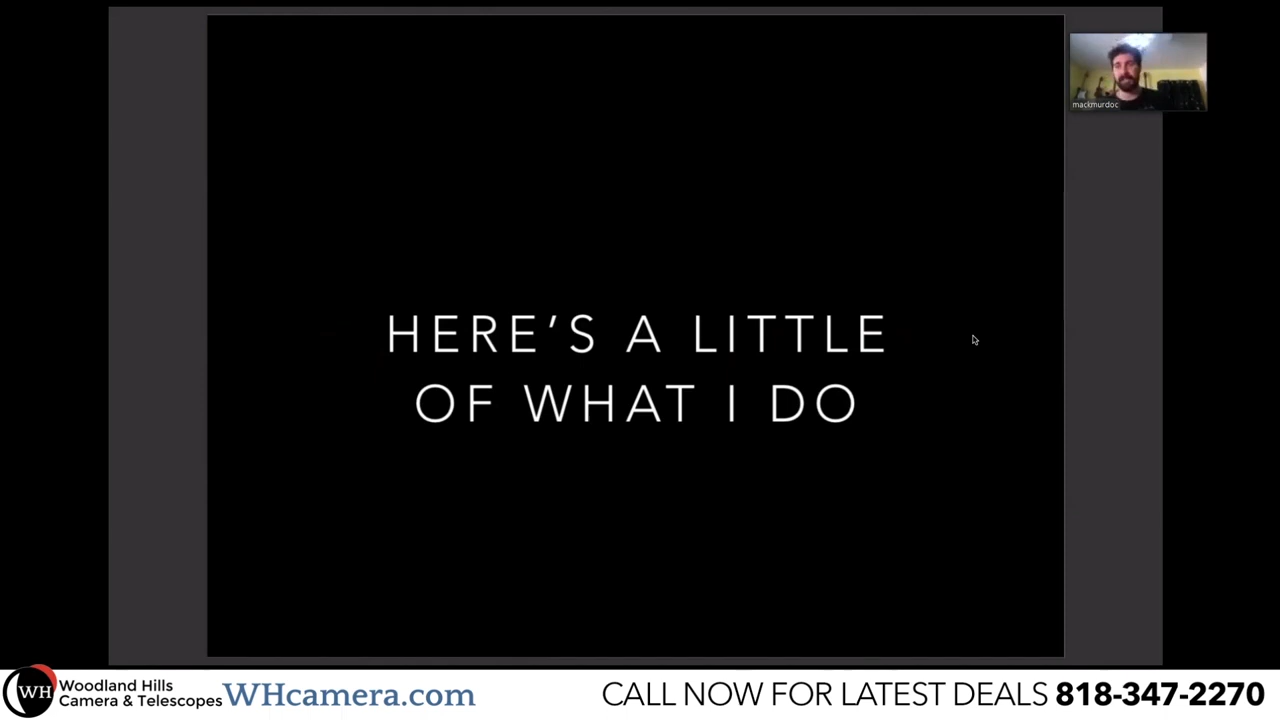 mackmurdoc
HERE’S A LITTLE
OF WHAT I DO
WH
Woodland Hills
Camera & Telescopes
WHcamera.com
CALL NOW FOR LATEST DEALS 818-347-2270